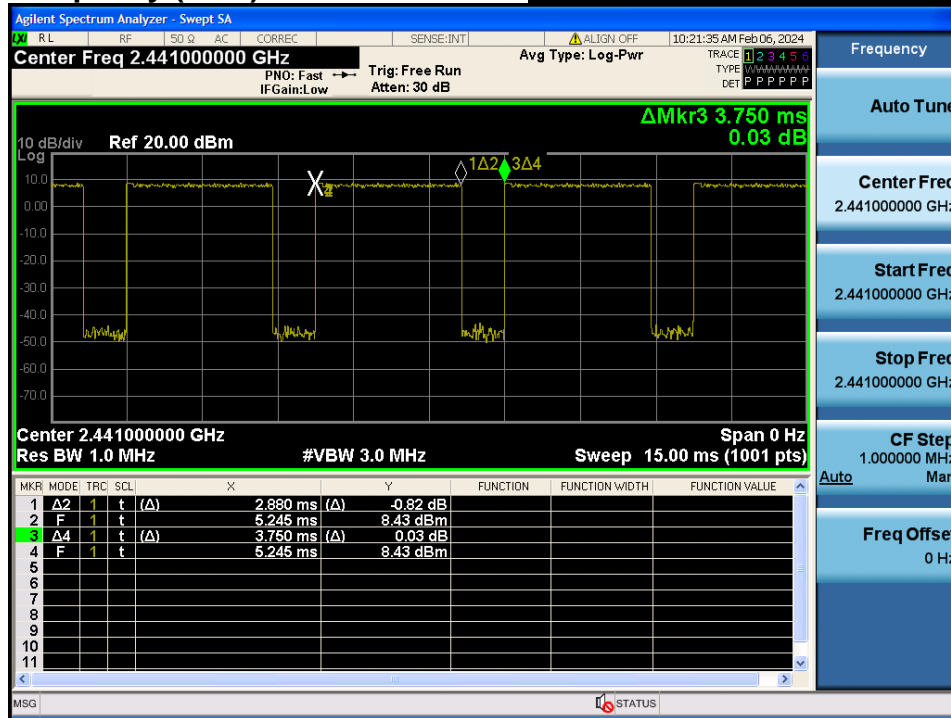 Agilent Spectrum Analyzer - Swept SA
RL RF 50 Ω AC CORREC SENSE:INT ALIGN OFF 10:21:35 AM Feb 06, 2024
Center Freq 2.441000000 GHz
PNO: Fast
IFGain:Low
Trig: Free Run
Atten: 30 dB
Avg Type: Log-Pwr
TRACE 1 2 3 4 5 6
TYPE
DET P P P P P P
ΔMkr3 3.750 ms
0.03 dB
10 dB/div Ref 20.00 dBm
Log
1Δ2 3Δ4
10.0
0.00
-10.0
-20.0
-30.0
-40.0
-50.0
-60.0
-70.0
Center 2.441000000 GHz Span 0 Hz
Res BW 1.0 MHz #VBW 3.0 MHz Sweep 15.00 ms (1001 pts)
MKR MODE TRC SCL X Y FUNCTION FUNCTION WIDTH FUNCTION VALUE
1 Δ2 1 t (Δ) 2.880 ms (Δ) -0.82 dB
2 F 1 t 5.245 ms 8.43 dBm
3 Δ4 1 t (Δ) 3.750 ms (Δ) 0.03 dB
4 F 1 t 5.245 ms 8.43 dBm
5
6
7
8
9
10
11
MSG STATUS
Frequency
Auto Tune
Center Freq
2.441000000 GHz
Start Freq
2.441000000 GHz
Stop Freq
2.441000000 GHz
CF Step
1.000000 MHz
Auto Man
Freq Offset
0 Hz